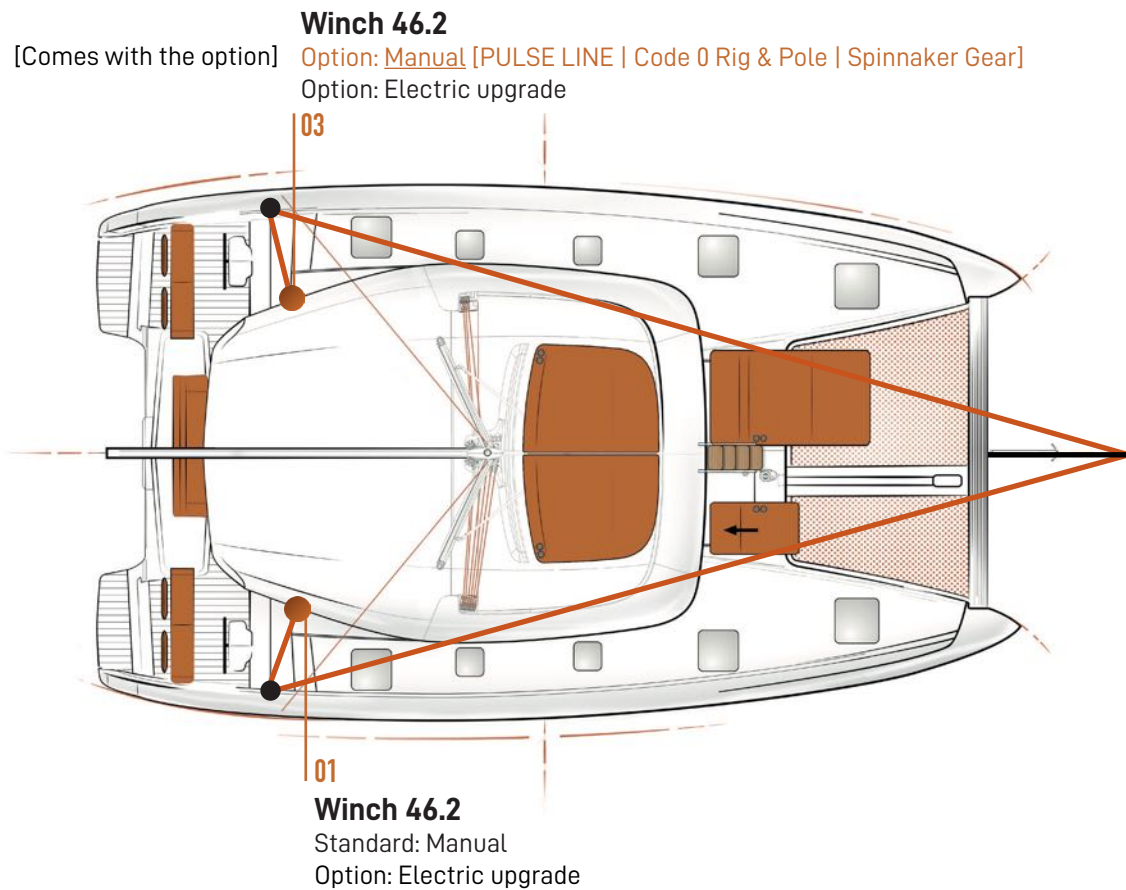 Winch 46.2
[Comes with the option]
Option: Manual [PULSE LINE | Code 0 Rig & Pole | Spinnaker Gear]
Option: Electric upgrade
03
01
Winch 46.2
Standard: Manual
Option: Electric upgrade